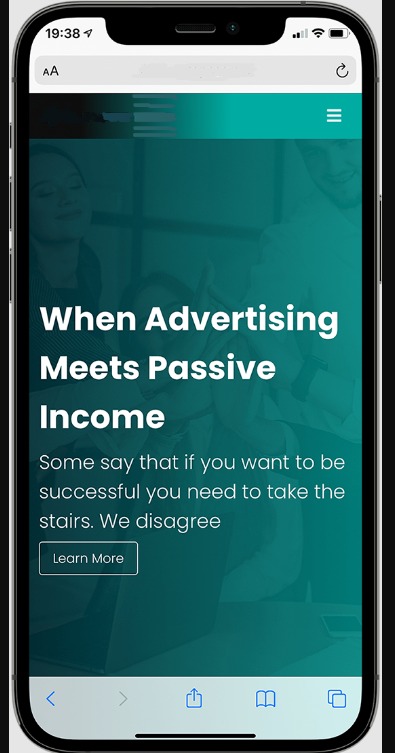 19:38
AA
When Advertising
Meets Passive
Income
Some say that if you want to be
successful you need to take the
stairs. We disagree
Learn More